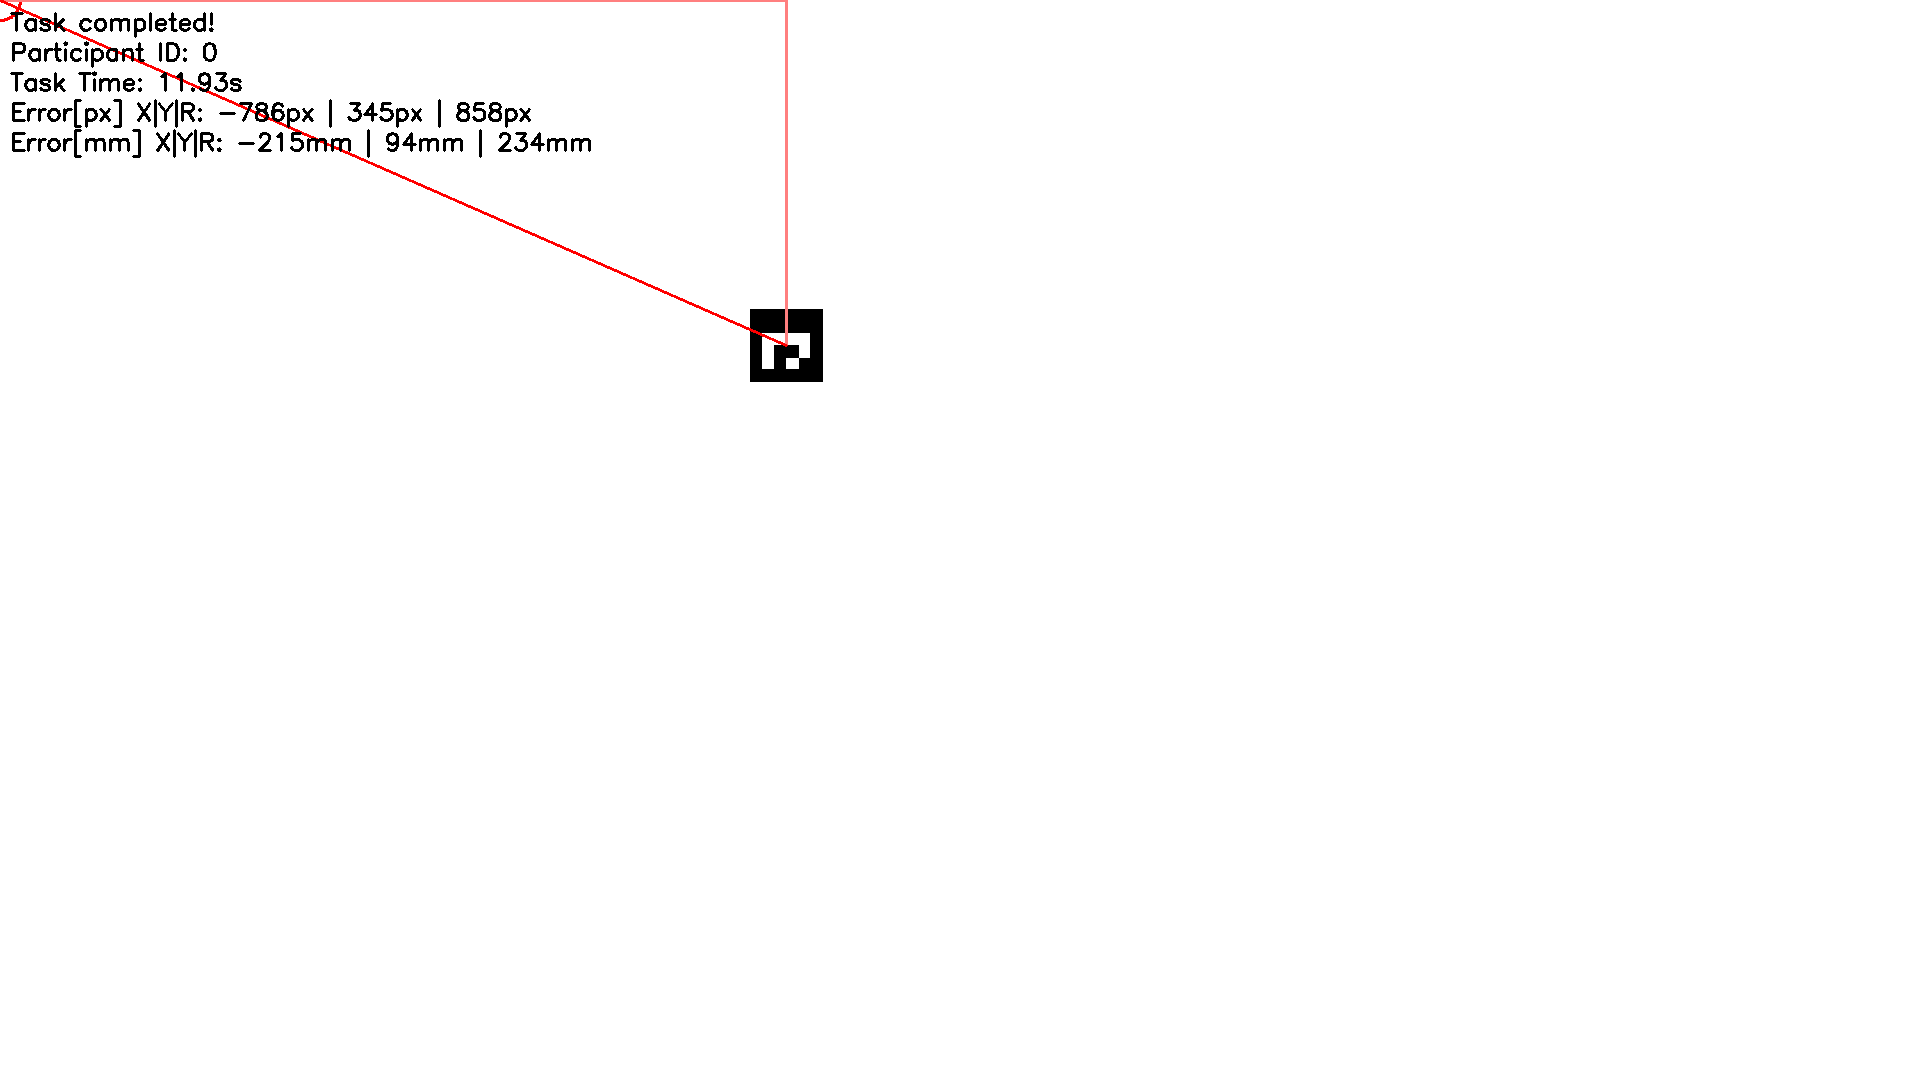 Task completed!
Participant ID: 0
Task Time: 11.93s
Error[px] X|Y|R: -786px | 345px | 858px
Error[mm] X|Y|R: -215mm | 94mm | 234mm